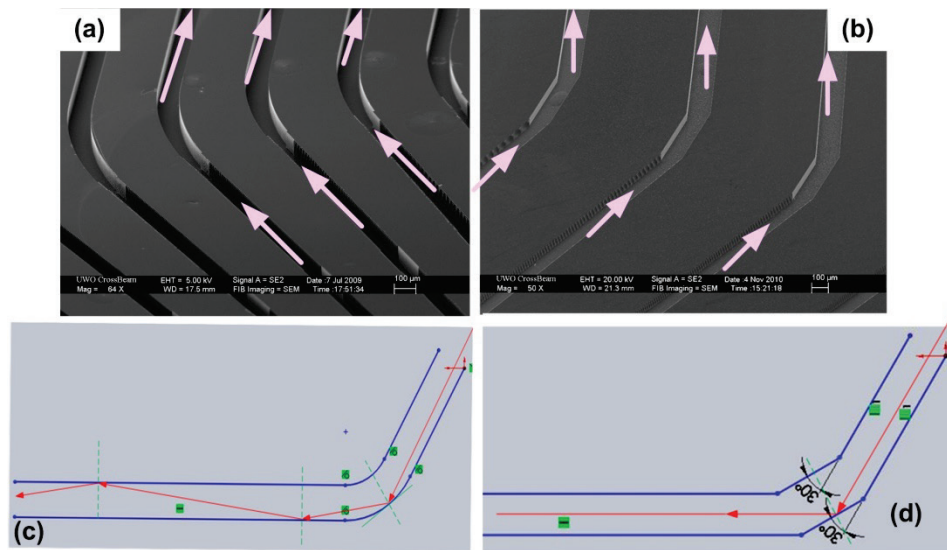 (a)
UWO CrossBeam EHT = 5.00 kV Signal A = SE2 Date :7 Jul 2009 100 µm
Mag = 64 X WD = 17.5 mm FIB Imaging = SEM Time :17:51:34
(b)
UWO CrossBeam EHT = 20.00 kV Signal A = SE2 Date :4 Nov 2010 100 µm
Mag = 50 X WD = 21.3 mm FIB Imaging = SEM Time :15:21:18
(c)
30°
30°
(d)